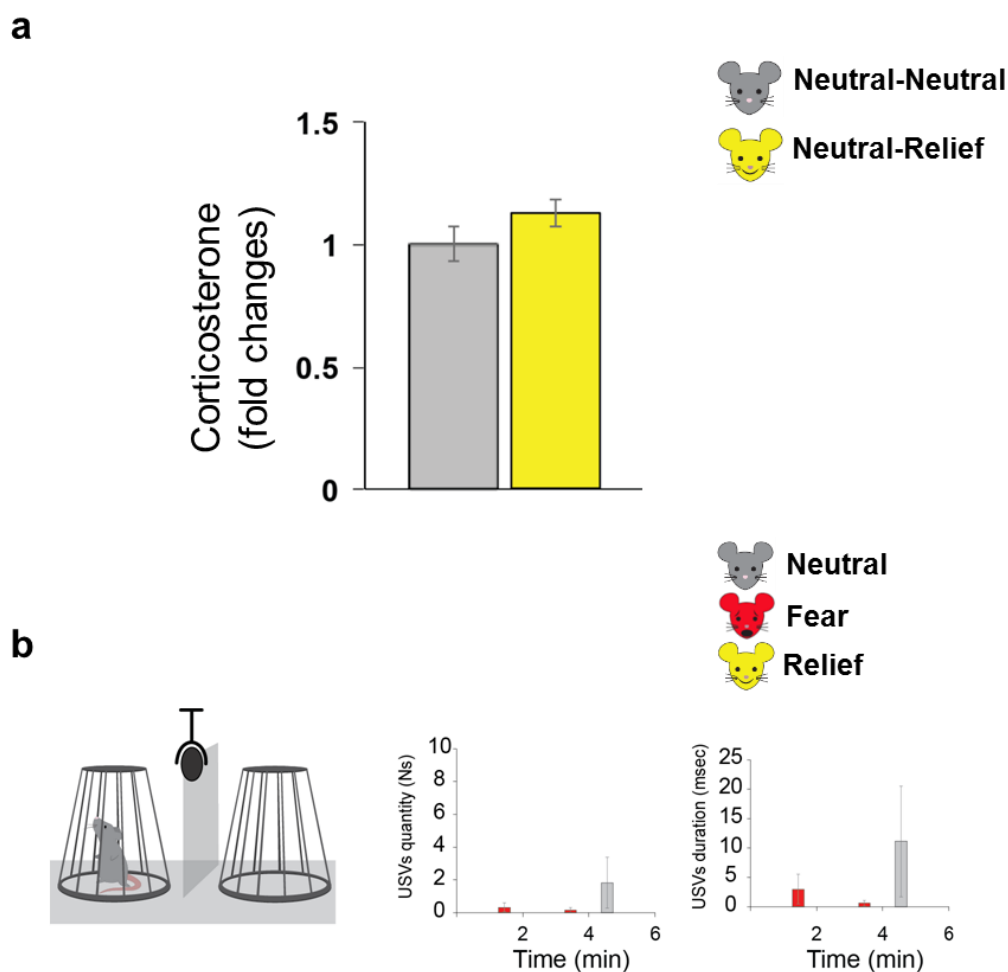 a
Neutral-Neutral
Neutral-Relief
Corticosterone
(fold changes)
1.5
1
0.5
0
b
Neutral
Fear
Relief
USVs quantity (Ns)
10
8
6
4
2
0
2 4 6
Time (min)
USVs duration (msec)
25
20
15
10
5
0
2 4 6
Time (min)